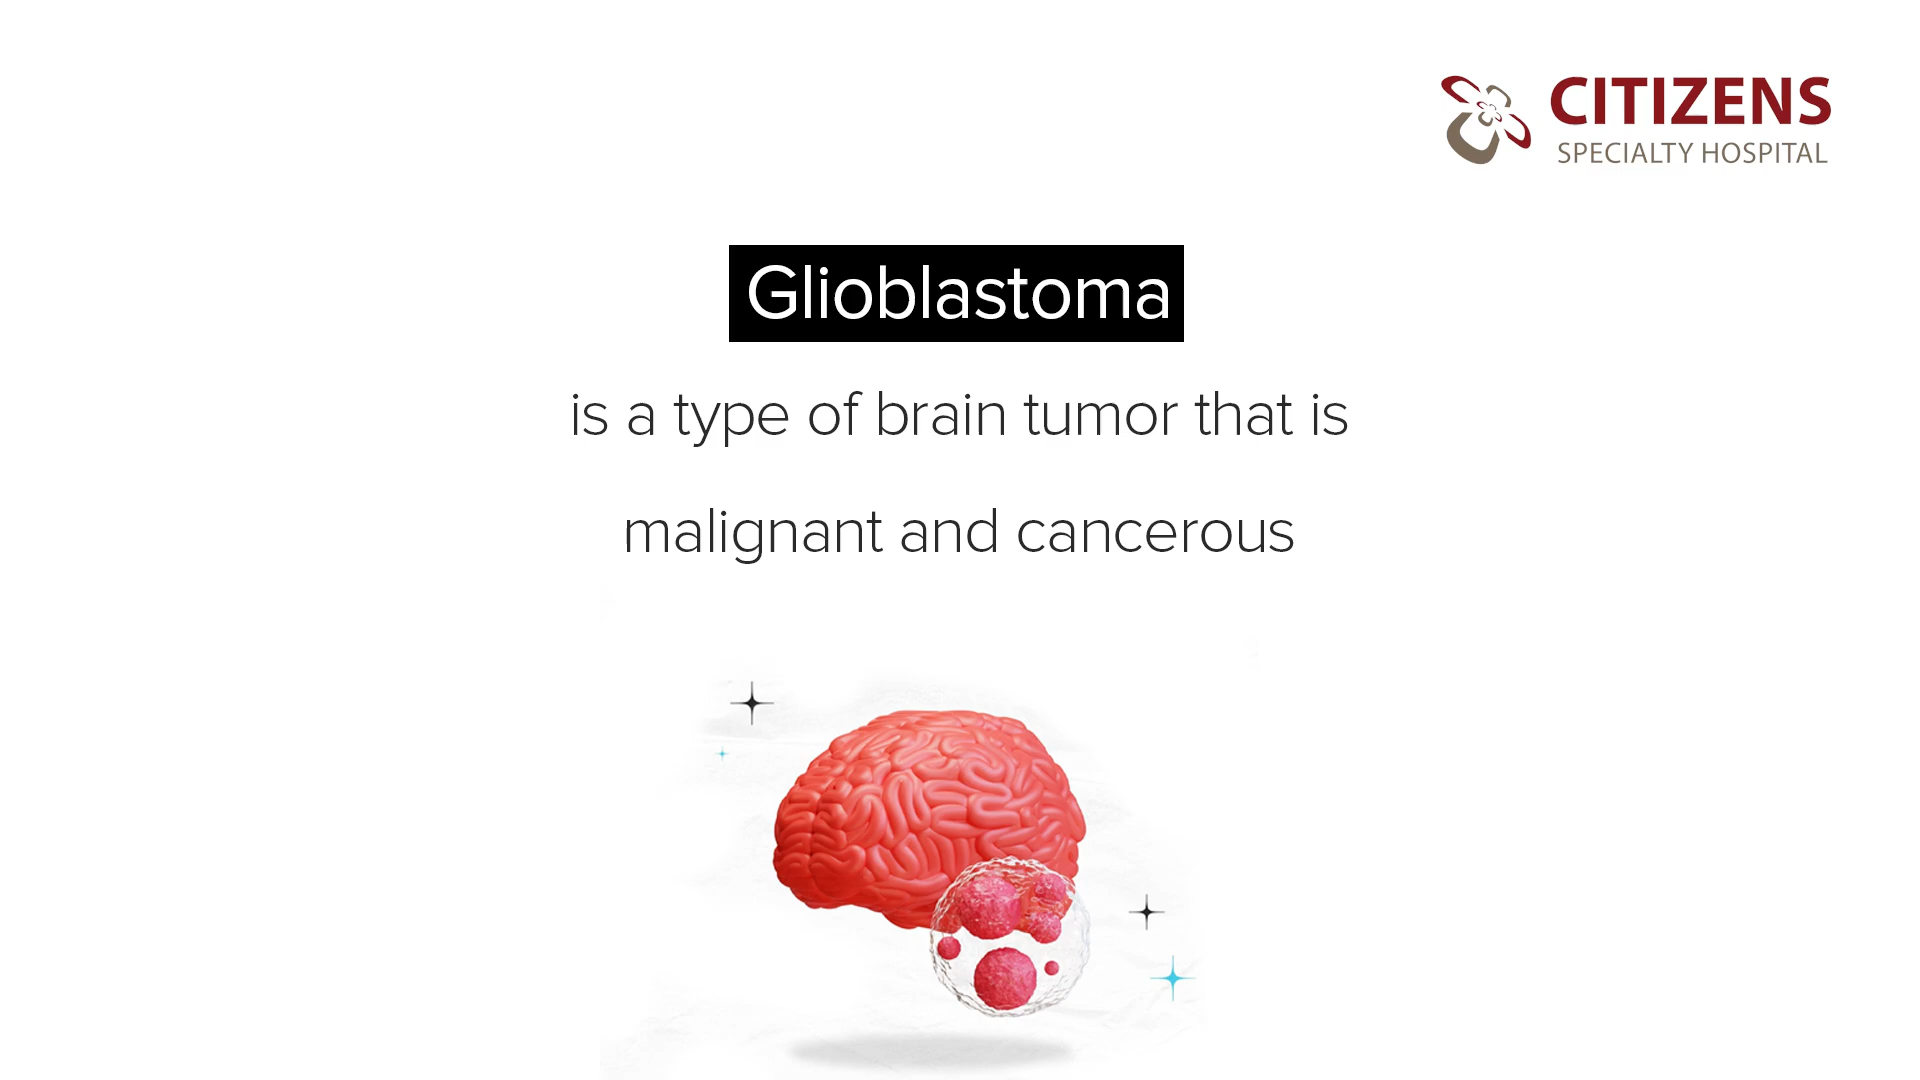 CITIZENS
SPECIALTY HOSPITAL
Glioblastoma
is a type of brain tumor that is
malignant and cancerous